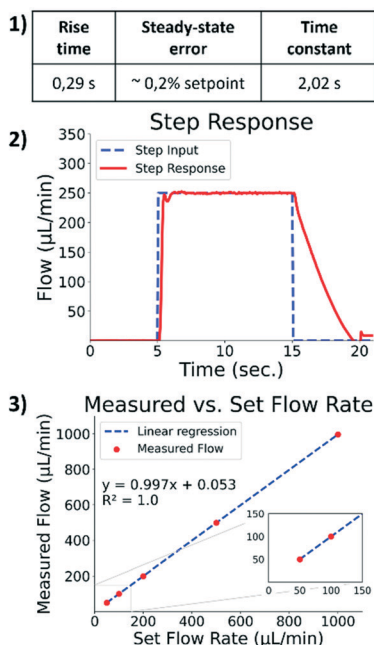 1)
Rise time
Steady-state error
Time constant
0,29 s
~ 0,2% setpoint
2,02 s
2)
Step Response
Step Input
Step Response
Flow (µL/min)
350
300
250
200
150
100
50
0
5
10
15
20
Time (sec.)
3)
Measured vs. Set Flow Rate
Linear regression
Measured Flow
y = 0.997x + 0.053
R² = 1.0
Measured Flow (µL/min)
1000
800
600
400
200
150
100
50
0
50
100
150
200
400
600
800
1000
Set Flow Rate (µL/min)